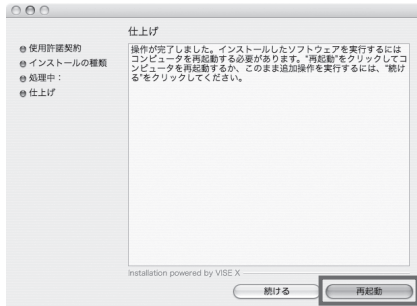 仕上げ
使用許諾契約
インストールの種類
処理中：
仕上げ
操作が完了しました。インストールしたソフトウェアを実行するには
コンピュータを再起動する必要があります。"再起動"をクリックしてコ
ンピュータを再起動するか、このまま追加操作を実行するには、"続け
る"をクリックしてください。
Installation powered by VISE X
続ける
再起動